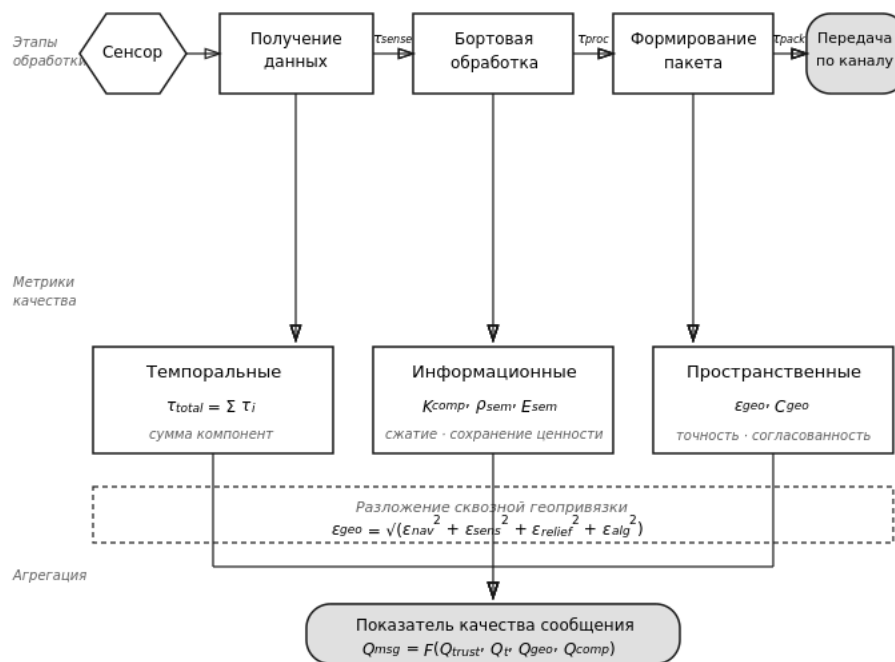 Этапы
обработки
Сенсор
Получение
данных
τsense
Бортовая
обработка
τproc
Формирование
пакета
τpack
Передача
по каналу
Метрики
качества
Темпоральные
τtotal = Σ τi
сумма компонент
Информационные
Kcomp, ρsem, Esem
сжатие · сохранение ценности
Пространственные
εgeo, Cgeo
точность · согласованность
Разложение сквозной геопривязки
εgeo = √(εnav² + εsens² + εrelief² + εalg²)
Агрегация
Показатель качества сообщения
Qmsg = F(Qtrust, Qt, Qgeo, Qcomp)